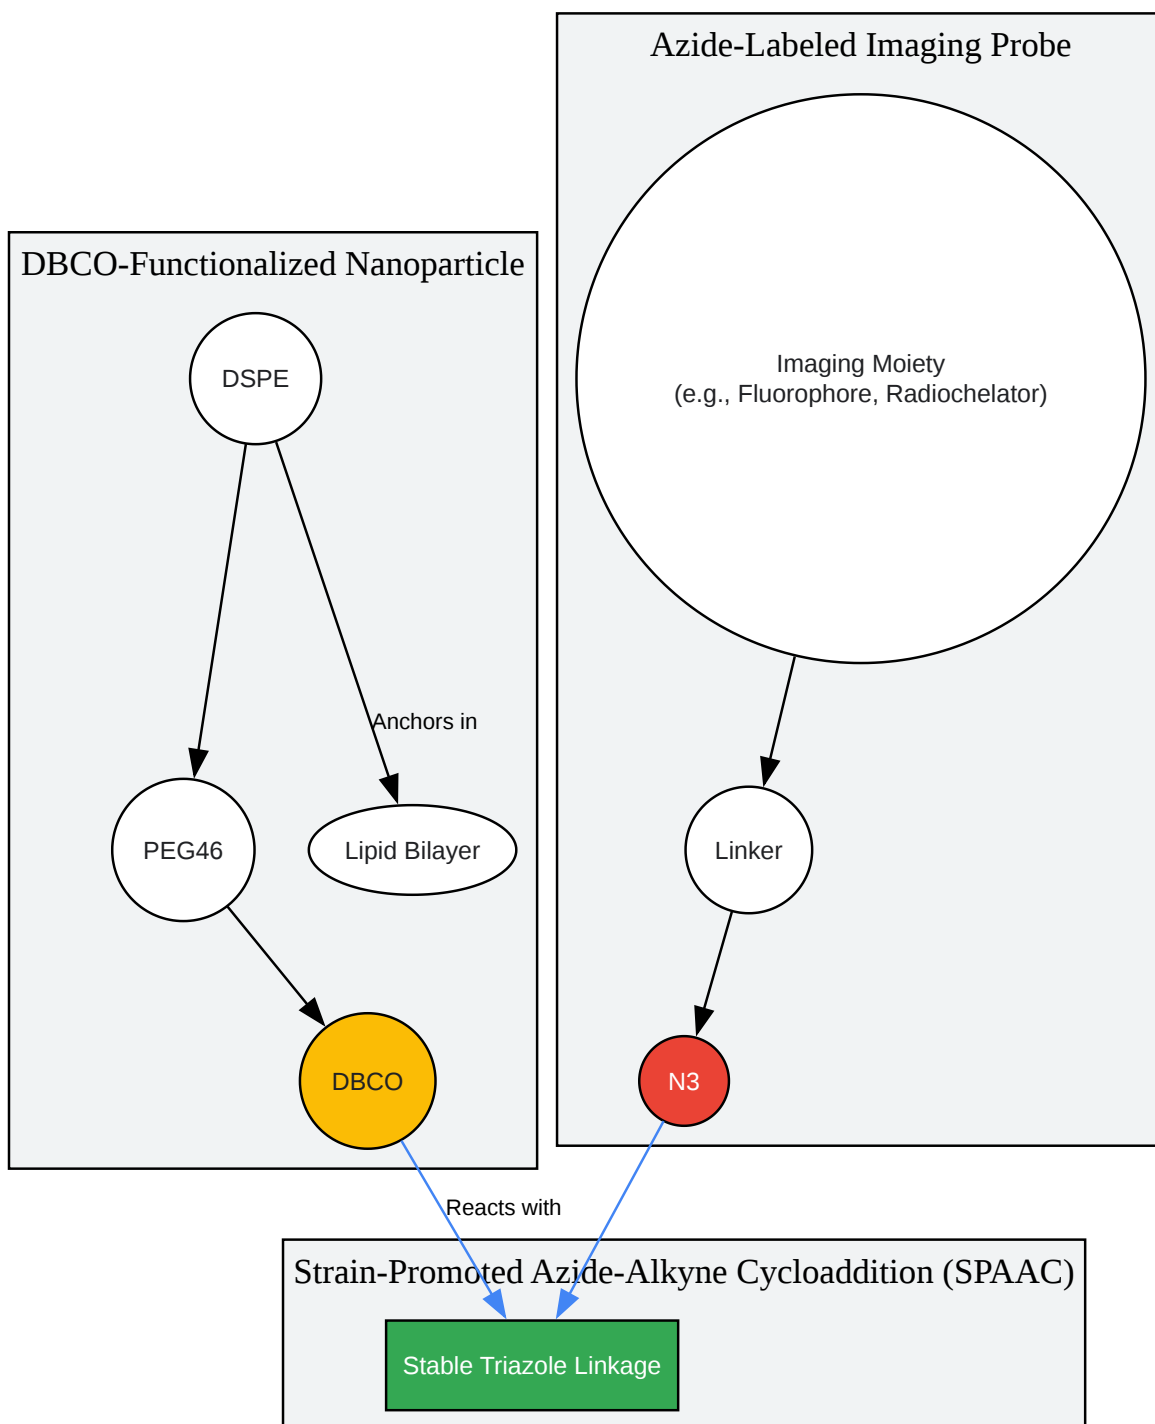 Azide-Labeled Imaging Probe
Imaging Moiety
(e.g., Fluorophore, Radiochelator)
DBCO-Functionalized Nanoparticle
DSPE
Anchors in
PEG46
Lipid Bilayer
Linker
DBCO
N3
Reacts with
Strain-Promoted Azide-Alkyne Cycloaddition (SPAAC)
Stable Triazole Linkage